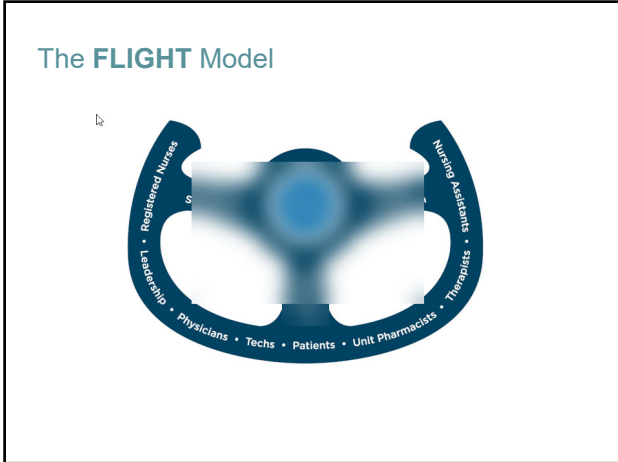 The FLIGHT Model
Registered Nurses • Leadership • Physicians • Techs • Patients • Unit Pharmacists • Therapists • Nursing Assistants